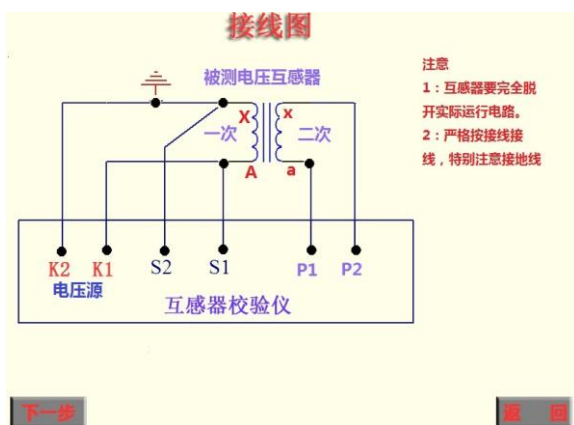 接线图
注意
1：互感器要完全脱
开实际运行电路。
2：严格按接线接
线，特别注意接地线
被测电压互感器
X x
一次 二次
A a
K2 K1 S2 S1 P1 P2
电压源
互感器校验仪
下一步 返 回